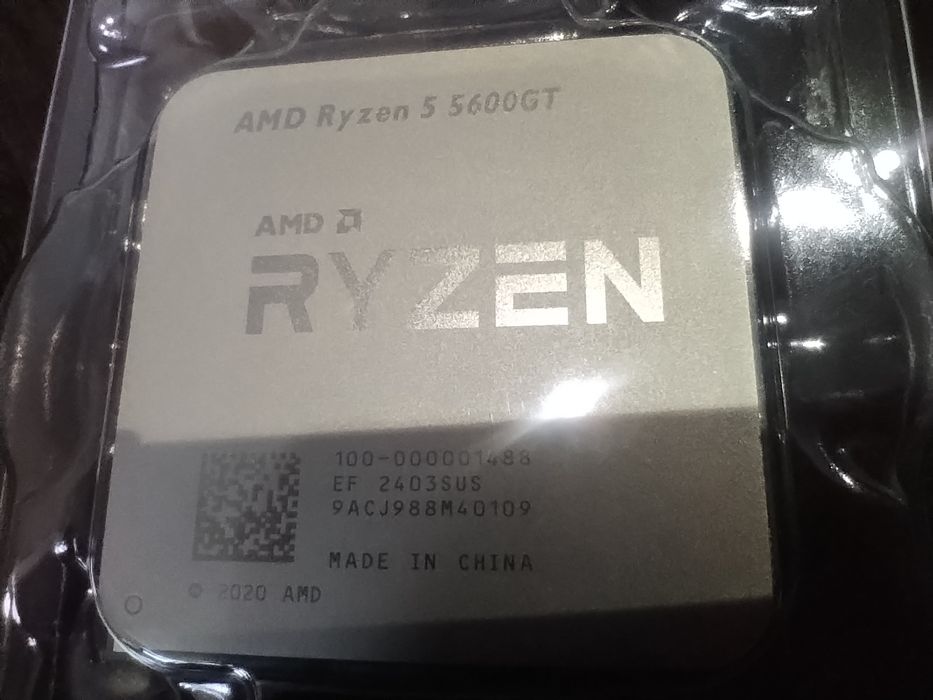 AMD Ryzen 5 5600GT
AMD
RYZEN
100-000001488
EF 2403SUS
9ACJ988M40109
MADE IN CHINA
© 2020 AMD